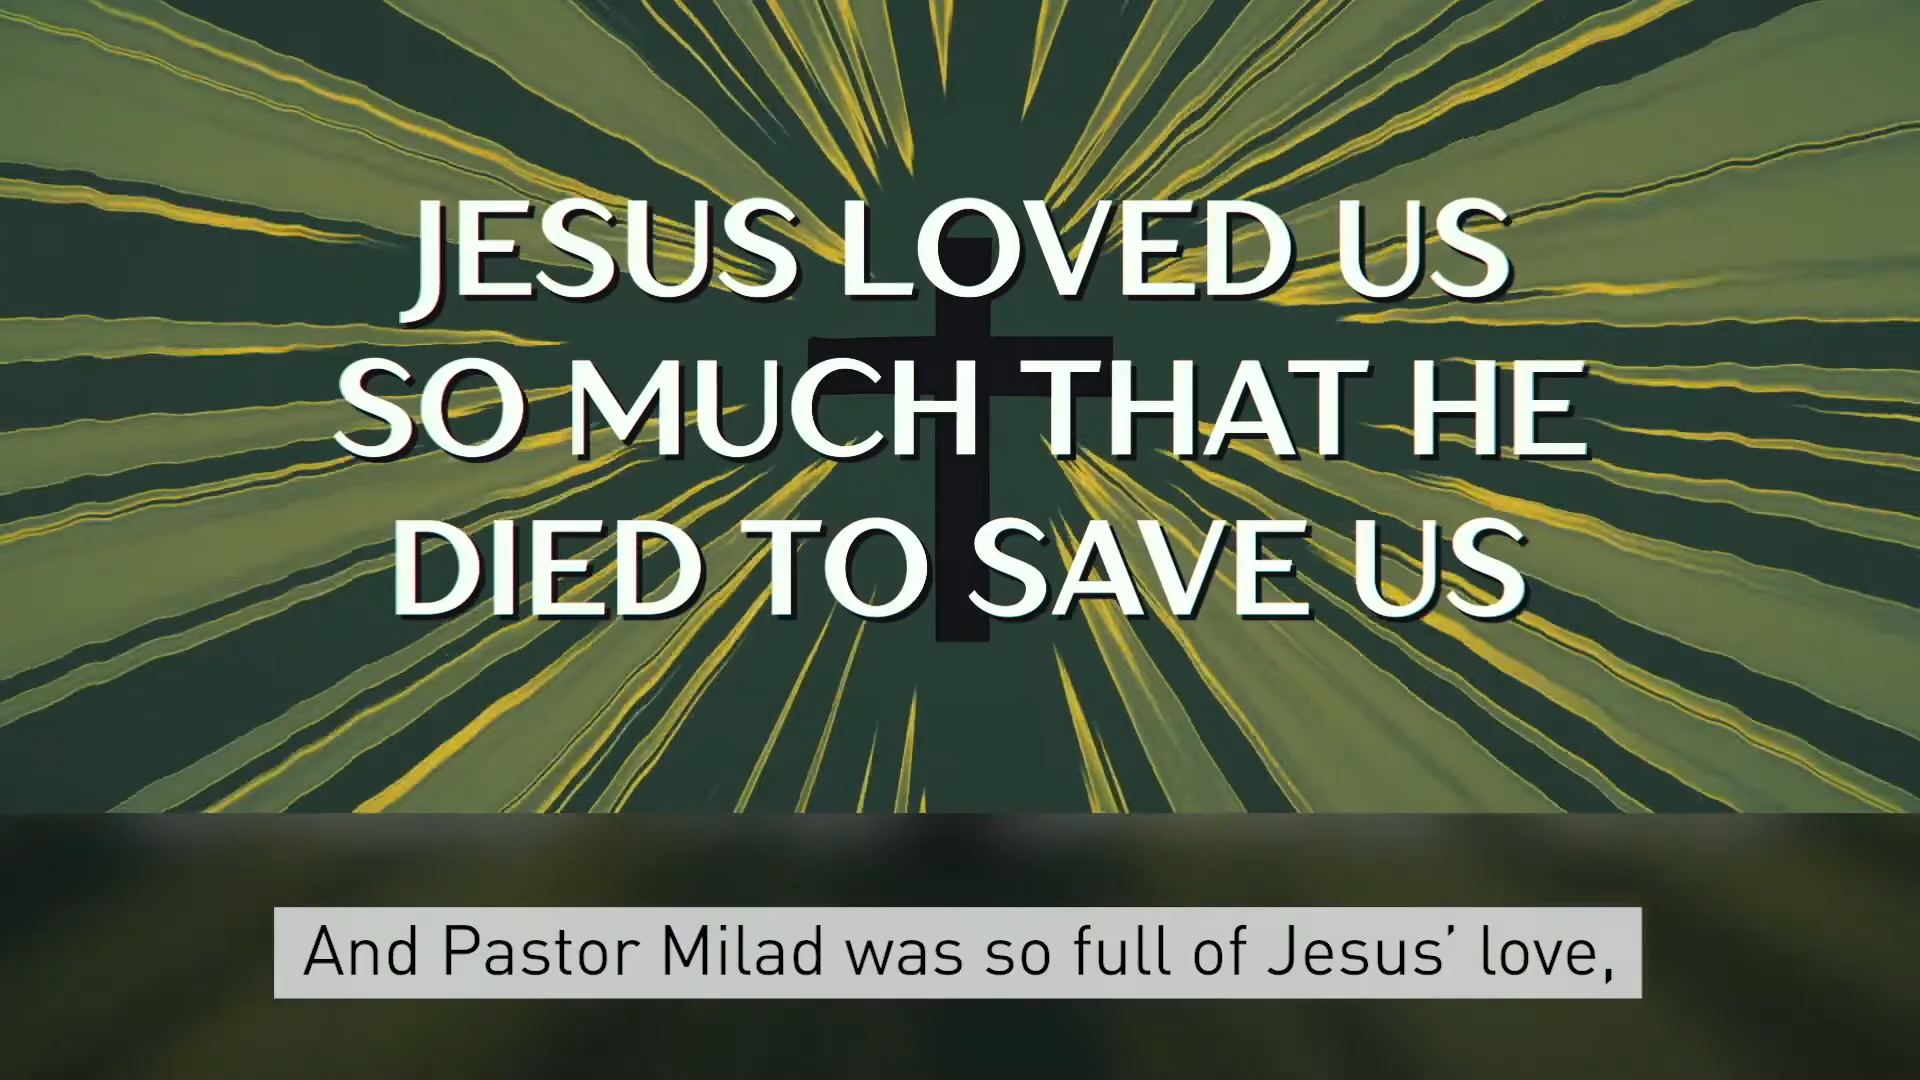 JESUS LOVED US
SO MUCH THAT HE
DIED TO SAVE US
And Pastor Milad was so full of Jesus’ love,